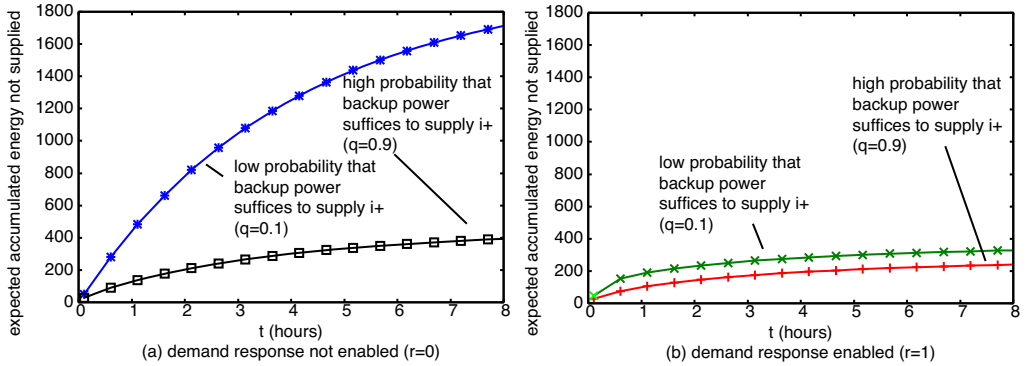 expected accumulated energy not supplied
1800
1600
1400
1200
1000
800
600
400
200
0
0 1 2 3 4 5 6 7 8
t (hours)
high probability that
backup power
suffices to supply i+
(q=0.9)
low probability that
backup power
suffices to supply i+
(q=0.1)
(a) demand response not enabled (r=0)
expected accumulated energy not supplied
1800
1600
1400
1200
1000
800
600
400
200
0
0 1 2 3 4 5 6 7 8
t (hours)
high probability that
backup power
suffices to supply i+
(q=0.9)
low probability that
backup power
suffices to supply i+
(q=0.1)
(b) demand response enabled (r=1)